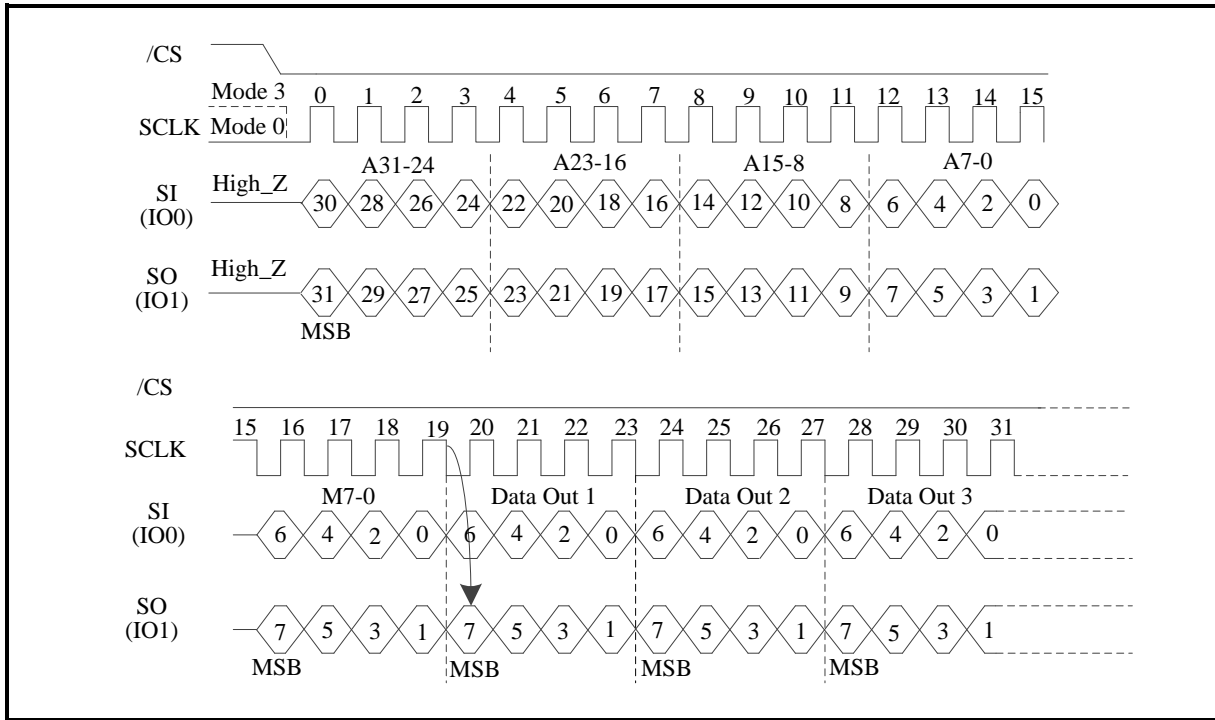 /CS
Mode 3 0 1 2 3 4 5 6 7 8 9 10 11 12 13 14 15
SCLK Mode 0
A31-24 A23-16 A15-8 A7-0
SI
(IO0)
High_Z 30 28 26 24 22 20 18 16 14 12 10 8 6 4 2 0
SO
(IO1)
High_Z 31 29 27 25 23 21 19 17 15 13 11 9 7 5 3 1
MSB
/CS
15 16 17 18 19 20 21 22 23 24 25 26 27 28 29 30 31
SCLK
M7-0 Data Out 1 Data Out 2 Data Out 3
SI
(IO0)
6 4 2 0 6 4 2 0 6 4 2 0 6 4 2 0
SO
(IO1)
7 5 3 1 7 5 3 1 7 5 3 1 7 5 3 1
MSB MSB MSB MSB